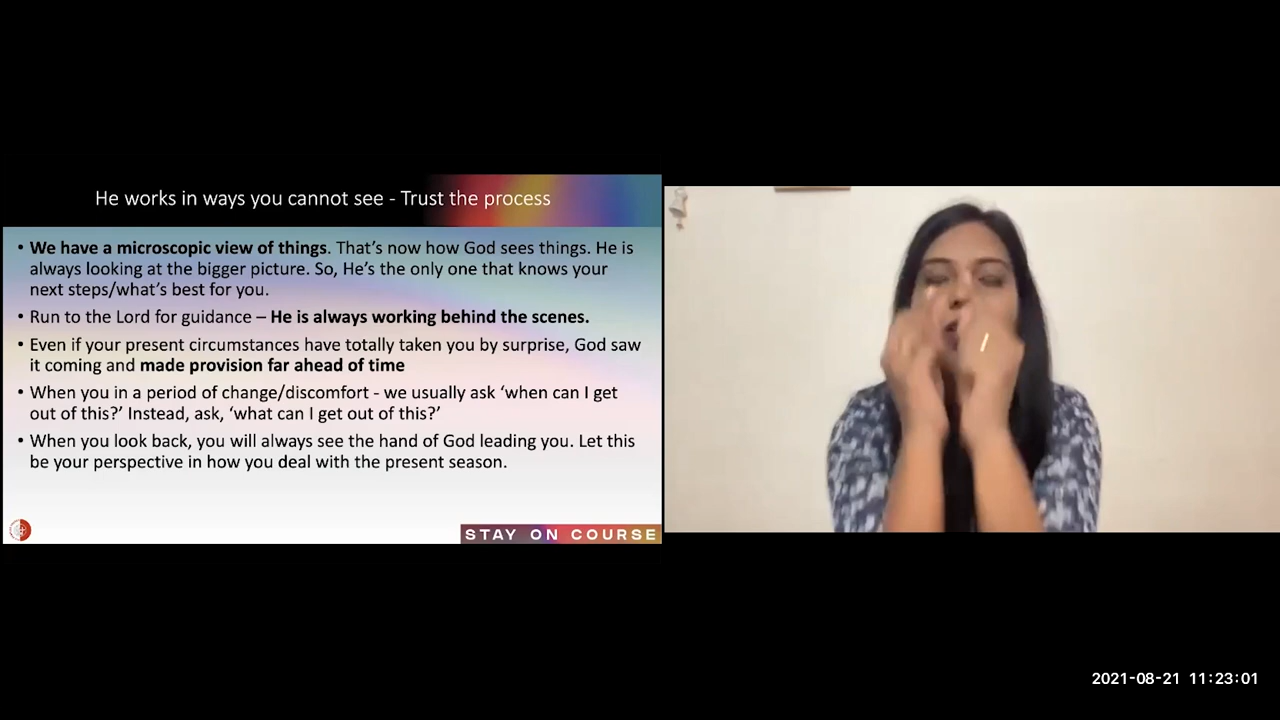 He works in ways you cannot see - Trust the process
• We have a microscopic view of things. That's now how God sees things. He is
always looking at the bigger picture. So, He's the only one that knows your
next steps/what's best for you.
• Run to the Lord for guidance – He is always working behind the scenes.
• Even if your present circumstances have totally taken you by surprise, God saw
it coming and made provision far ahead of time
• When you in a period of change/discomfort - we usually ask ‘when can I get
out of this?’ Instead, ask, ‘what can I get out of this?’
• When you look back, you will always see the hand of God leading you. Let this
be your perspective in how you deal with the present season.
STAY ON COURSE
2021-08-21 11:23:01